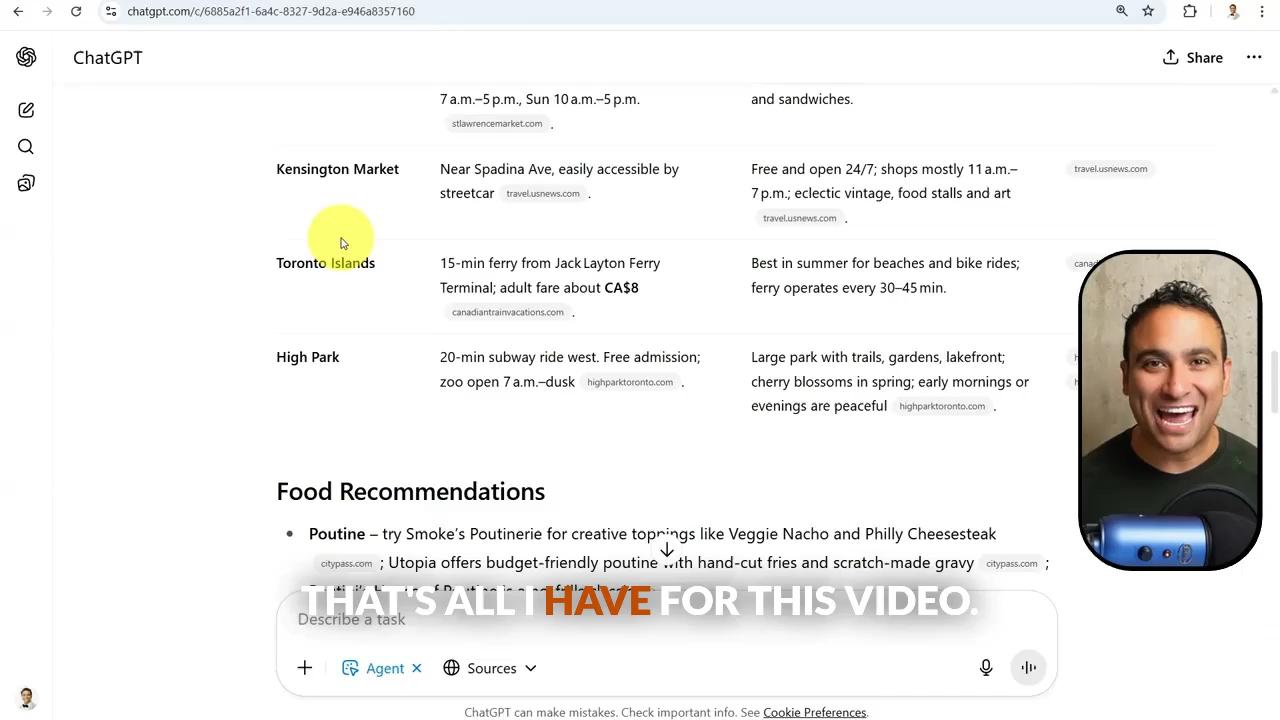 chatgpt.com/c/6885a2f1-6a4c-8327-9d2a-e946a8357160
ChatGPT
Share
7 a.m.–5 p.m., Sun 10 a.m.–5 p.m.
and sandwiches.
stlawrencemarket.com .
Kensington Market
Near Spadina Ave, easily accessible by
streetcar travel.usnews.com .
Free and open 24/7; shops mostly 11 a.m.–
7 p.m.; eclectic vintage, food stalls and art
travel.usnews.com .
travel.usnews.com
Toronto Islands
15-min ferry from Jack Layton Ferry
Terminal; adult fare about CA$8
canadiantrainvacations.com .
Best in summer for beaches and bike rides;
ferry operates every 30–45 min.
High Park
20-min subway ride west. Free admission;
zoo open 7 a.m.–dusk highparktoronto.com .
Large park with trails, gardens, lakefront;
cherry blossoms in spring; early mornings or
evenings are peaceful highparktoronto.com .
Food Recommendations
• Poutine – try Smoke's Poutinerie for creative toppings like Veggie Nacho and Philly Cheesesteak
citypass.com ; Utopia offers budget-friendly poutine with hand-cut fries and scratch-made gravy citypass.com ;
THAT'S ALL I HAVE FOR THIS VIDEO.
Describe a task
Agent × Sources
ChatGPT can make mistakes. Check important info. See Cookie Preferences.